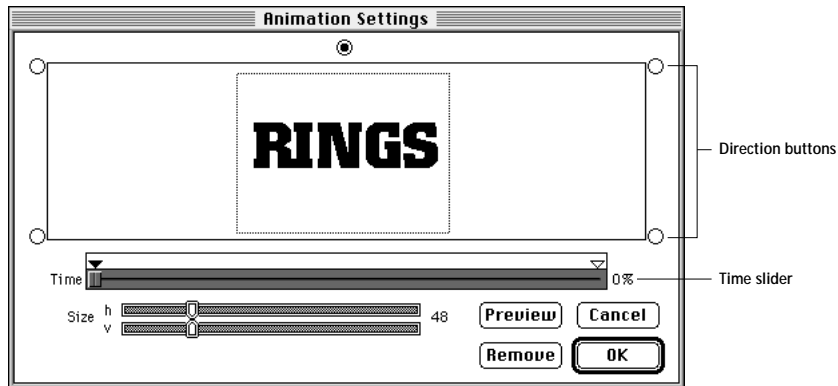 Animation Settings
RINGS
Direction buttons
Time 0% Time slider
Size h 48
v
Preview Cancel
Remove OK